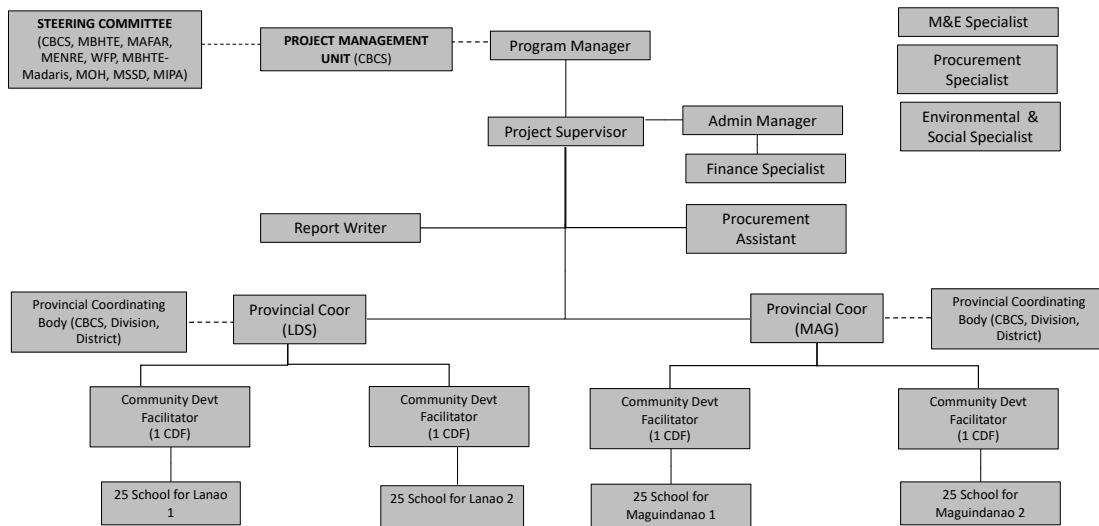 STEERING COMMITTEE
(CBCS, MBHTE, MAFAR,
MENRE, WFP, MBHTE-
Madaris, MOH, MSSD, MIPA)
PROJECT MANAGEMENT
UNIT (CBCS)
Program Manager
M&E Specialist
Procurement
Specialist
Environmental &
Social Specialist
Project Supervisor
Admin Manager
Finance Specialist
Report Writer
Procurement
Assistant
Provincial Coordinating
Body (CBCS, Division,
District)
Provincial Coor
(LDS)
Provincial Coor
(MAG)
Provincial Coordinating
Body (CBCS, Division,
District)
Community Devt
Facilitator
(1 CDF)
Community Devt
Facilitator
(1 CDF)
Community Devt
Facilitator
(1 CDF)
Community Devt
Facilitator
(1 CDF)
25 School for Lanao
1
25 School for Lanao 2
25 School for
Maguindanao 1
25 School for
Maguindanao 2